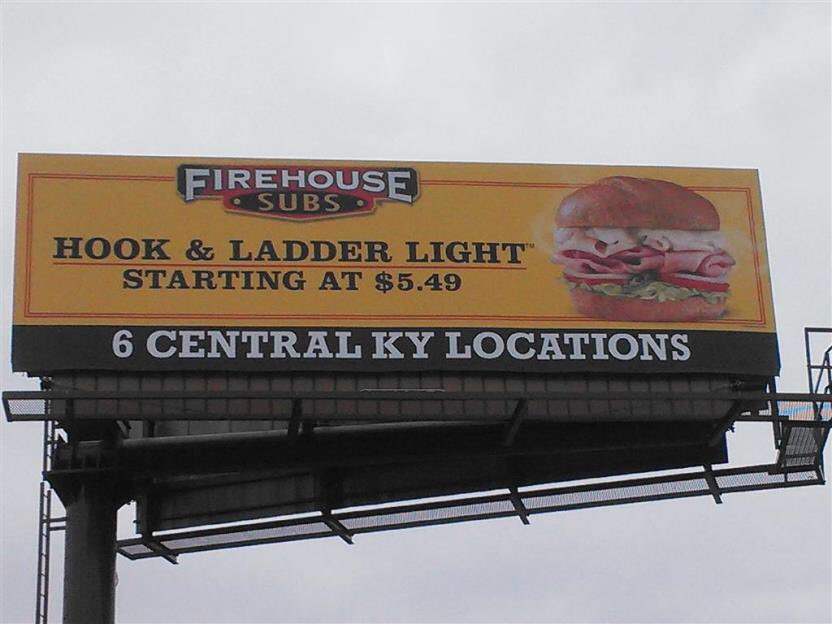 FIREHOUSE
SUBS
HOOK & LADDER LIGHT™
STARTING AT $5.49
6 CENTRAL KY LOCATIONS